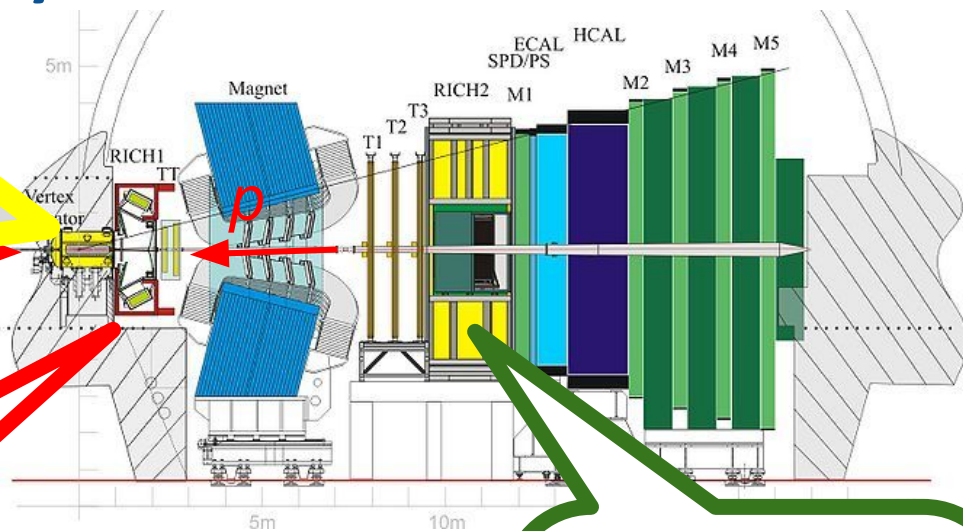 HCAL
ECAL
SPD/PS
M5
M4
M3
M2
5m
Magnet
RICH2
M1
T3
T2
T1
RICH1
TT
p
Vertex
5m
10m